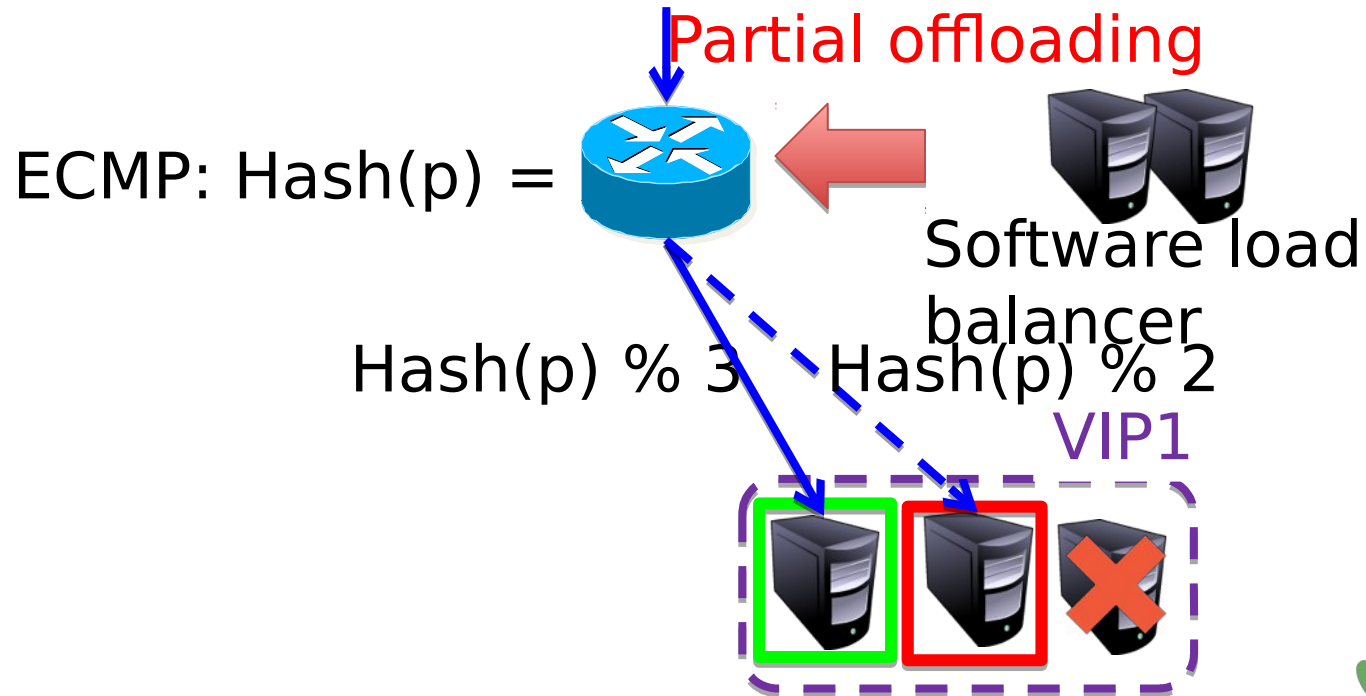 Partial offloading
ECMP: Hash(p) =
Software load
balancer
Hash(p) % 3
Hash(p) % 2
VIP1